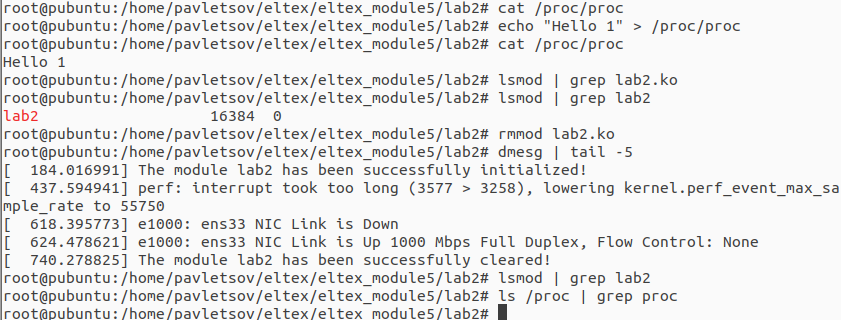 root@pubuntu:/home/pavletsov/eltex/eltex_module5/lab2# cat /proc/proc
root@pubuntu:/home/pavletsov/eltex/eltex_module5/lab2# echo "Hello 1" > /proc/proc
root@pubuntu:/home/pavletsov/eltex/eltex_module5/lab2# cat /proc/proc
Hello 1
root@pubuntu:/home/pavletsov/eltex/eltex_module5/lab2# lsmod | grep lab2.ko
root@pubuntu:/home/pavletsov/eltex/eltex_module5/lab2# lsmod | grep lab2
lab2                   16384  0
root@pubuntu:/home/pavletsov/eltex/eltex_module5/lab2# rmmod lab2.ko
root@pubuntu:/home/pavletsov/eltex/eltex_module5/lab2# dmesg | tail -5
[  184.016991] The module lab2 has been successfully initialized!
[  437.594941] perf: interrupt took too long (3577 > 3258), lowering kernel.perf_event_max_sa
mple_rate to 55750
[  618.395773] e1000: ens33 NIC Link is Down
[  624.478621] e1000: ens33 NIC Link is Up 1000 Mbps Full Duplex, Flow Control: None
[  740.278825] The module lab2 has been successfully cleared!
root@pubuntu:/home/pavletsov/eltex/eltex_module5/lab2# lsmod | grep lab2
root@pubuntu:/home/pavletsov/eltex/eltex_module5/lab2# ls /proc | grep proc
root@pubuntu:/home/pavletsov/eltex/eltex_module5/lab2#